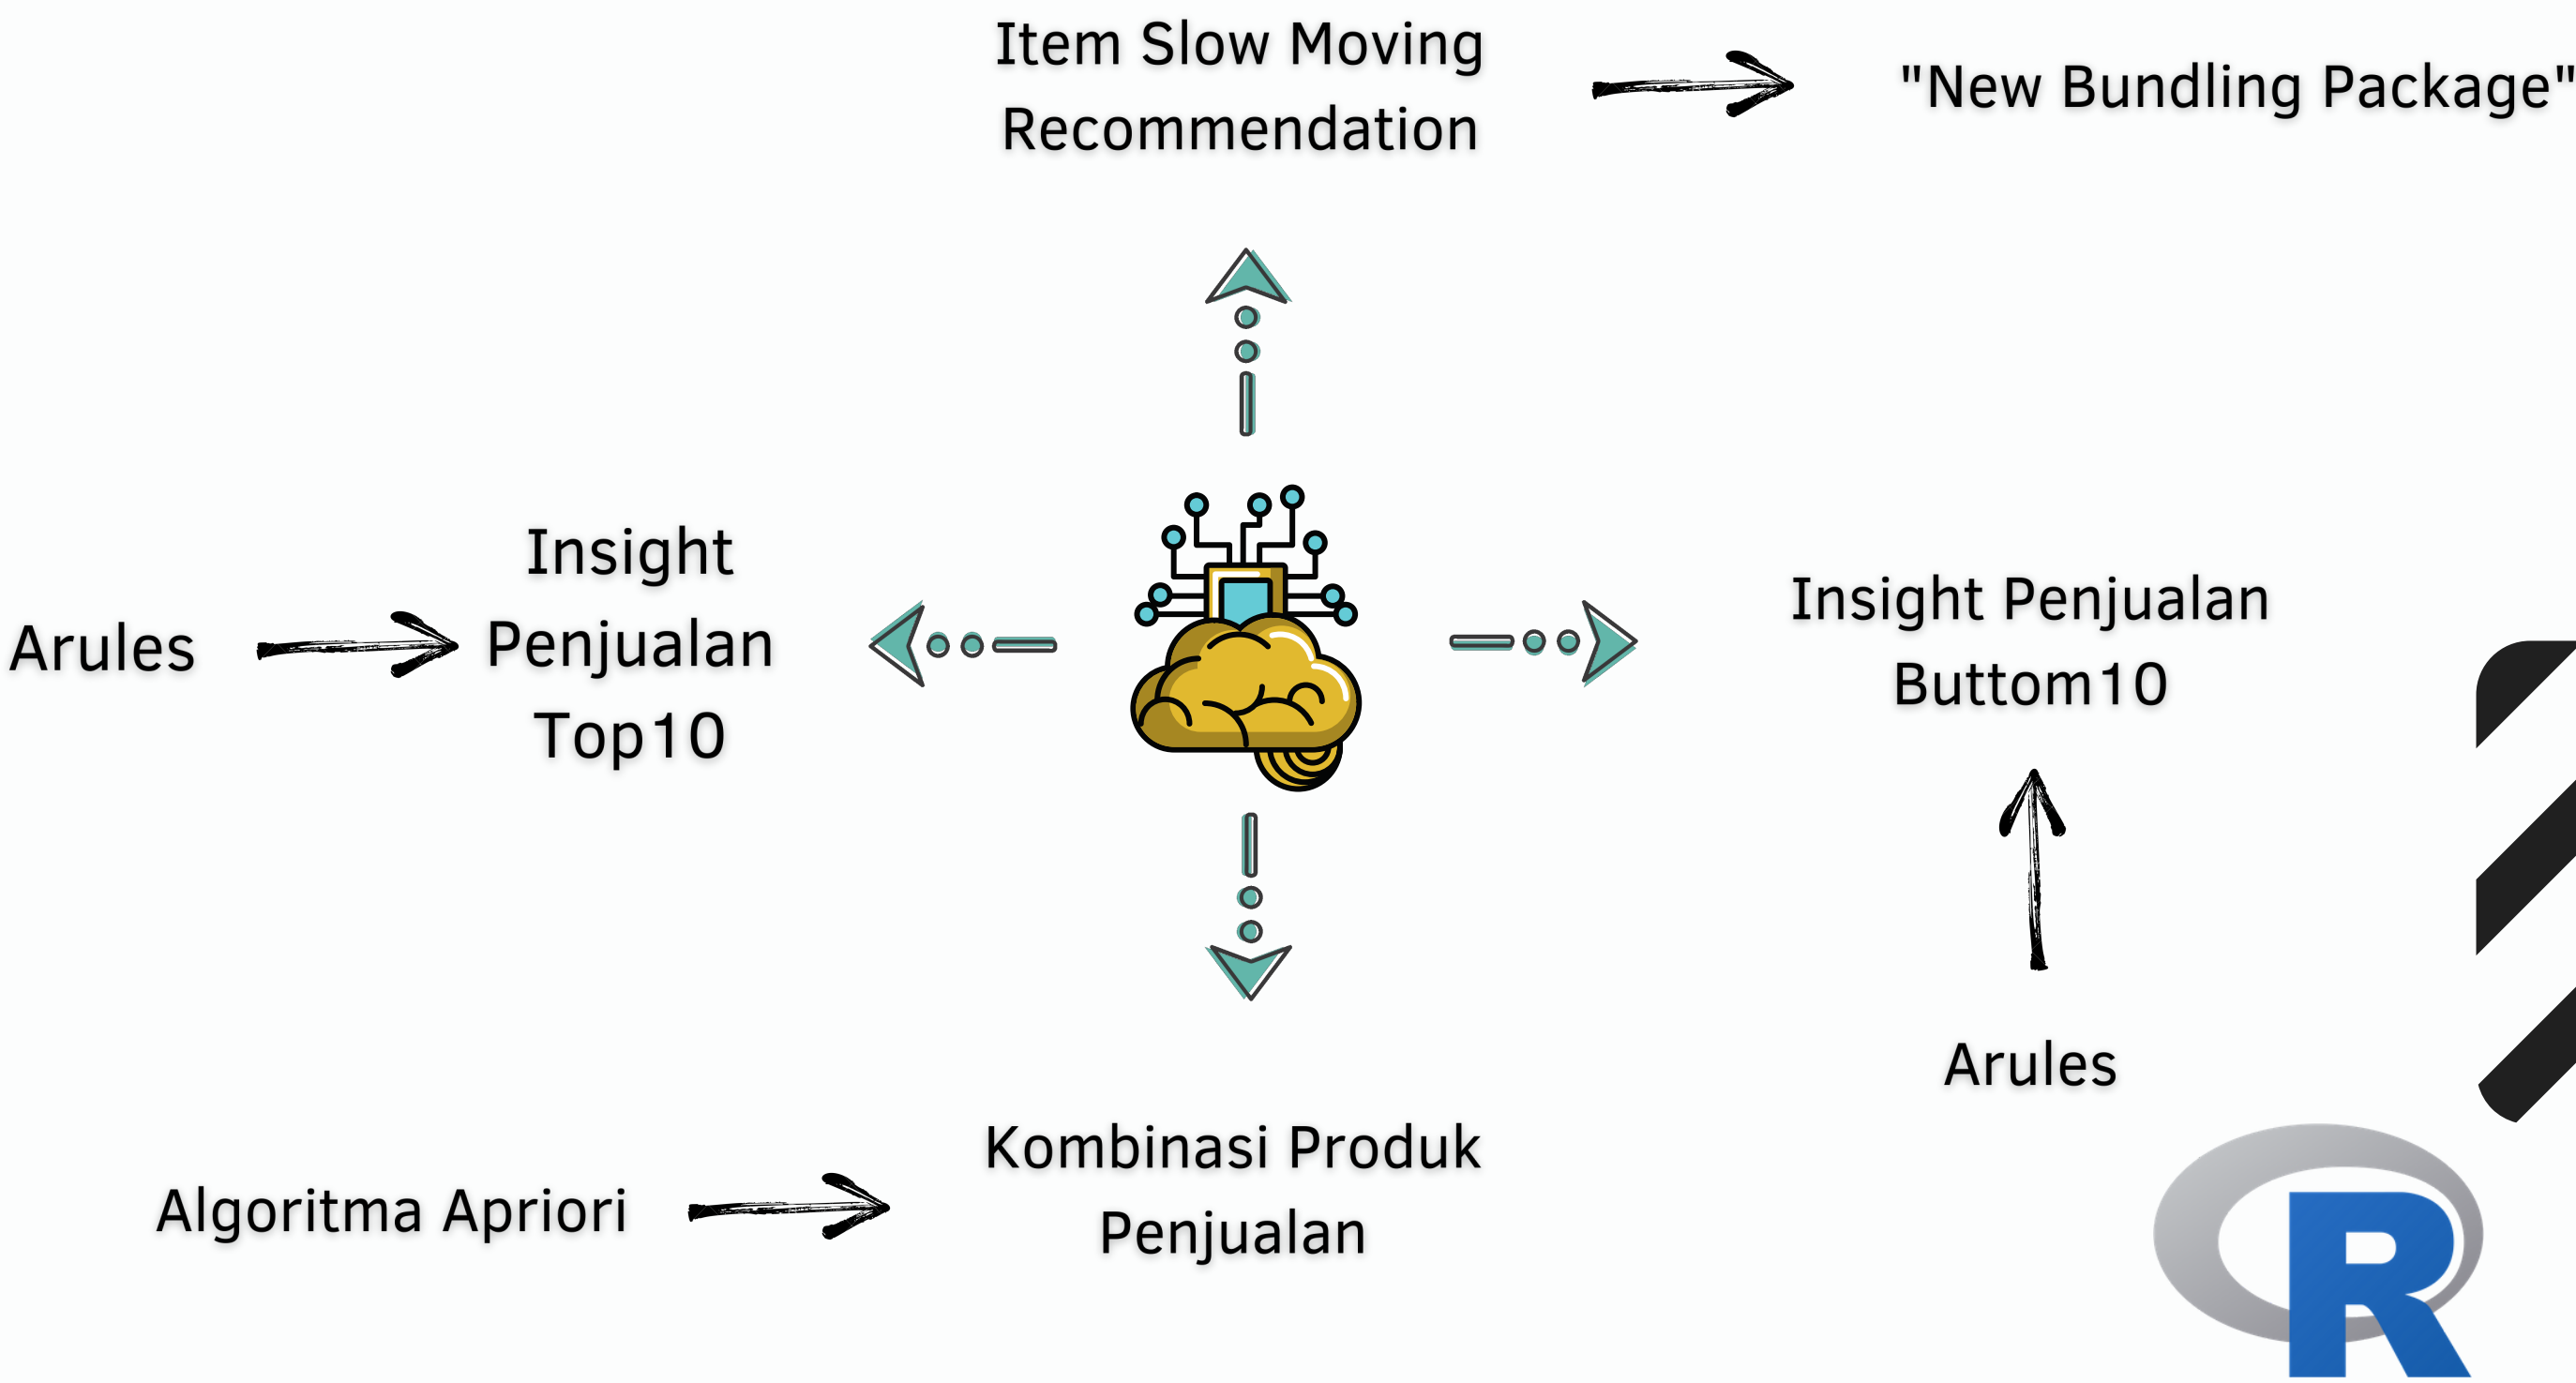 Item Slow Moving
Recommendation
"New Bundling Package"
Arules
Insight
Penjualan
Top10
Insight Penjualan
Buttom10
Arules
Algoritma Apriori
Kombinasi Produk
Penjualan
R